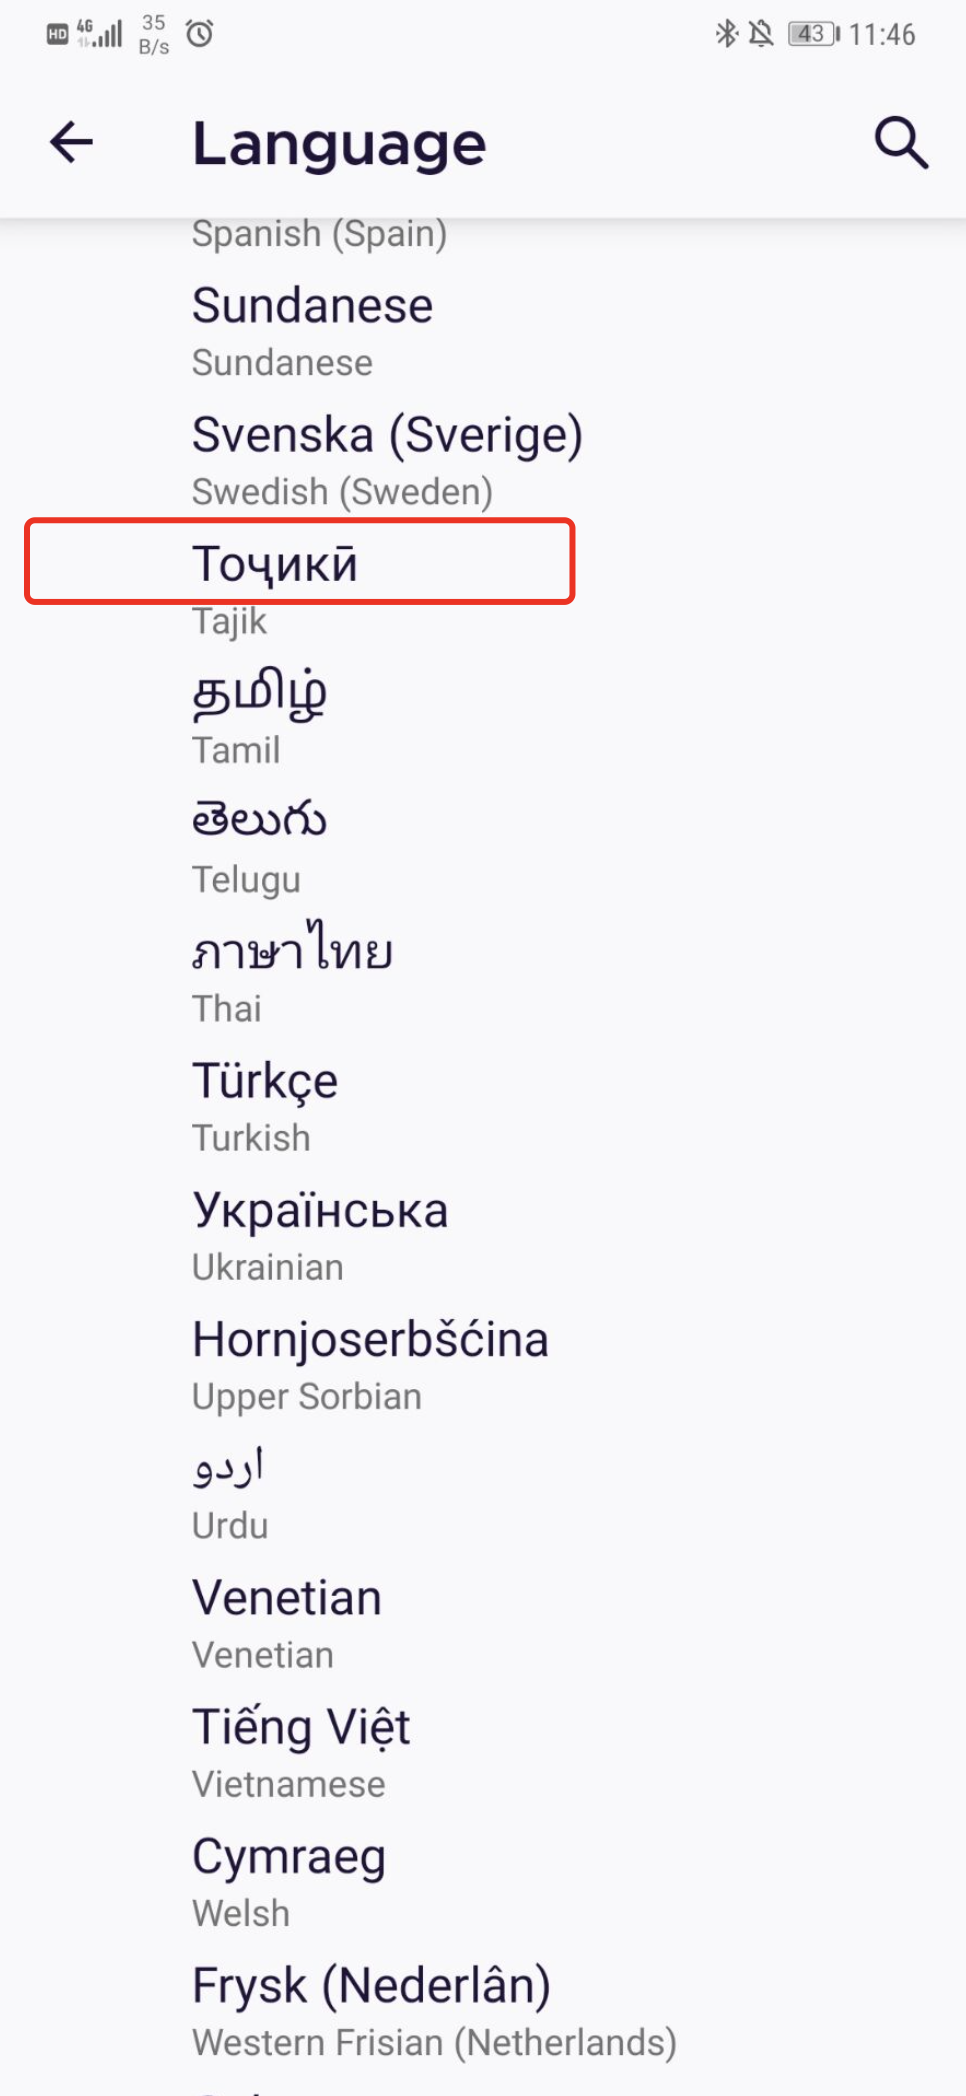 HD 4G 35 B/s 43 11:46
Language
Spanish (Spain)
Sundanese
Sundanese
Svenska (Sverige)
Swedish (Sweden)
Тоҷикӣ
Tajik
தமிழ்
Tamil
తెలుగు
Telugu
ภาษาไทย
Thai
Türkçe
Turkish
Українська
Ukrainian
Hornjoserbšćina
Upper Sorbian
اردو
Urdu
Venetian
Venetian
Tiếng Việt
Vietnamese
Cymraeg
Welsh
Frysk (Nederlân)
Western Frisian (Netherlands)